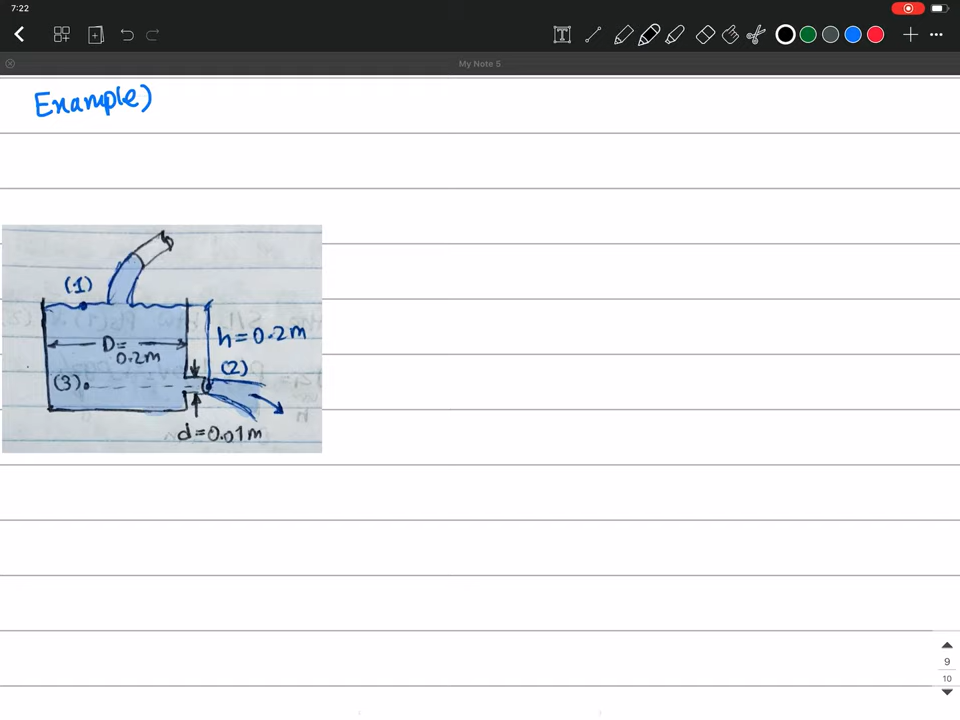 7:22
My Note 5
Example)
(1)
h=0.2m
D=
0.2m
(2)
(3)
d=0.01m
9
10